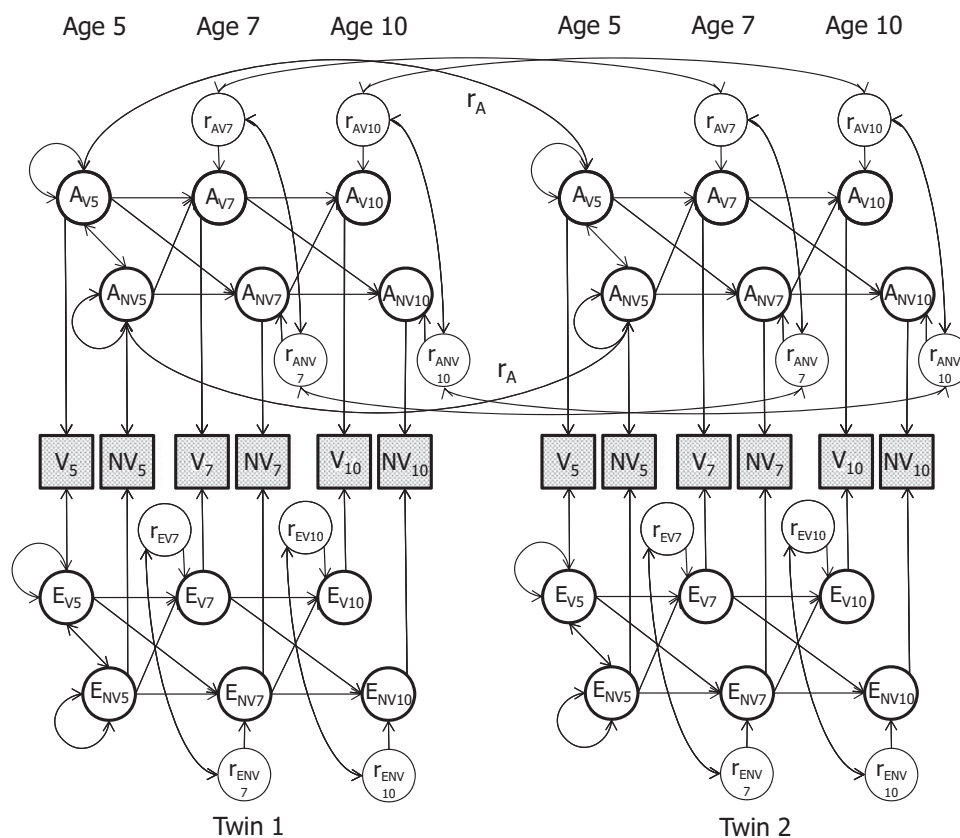 Age 5 Age 7 Age 10 Age 5 Age 7 Age 10
r_A r_A
r_AV7 r_AV10 r_AV7 r_AV10
A_V5 A_V7 A_V10 A_V5 A_V7 A_V10
A_NV5 A_NV7 A_NV10 A_NV5 A_NV7 A_NV10
r_ANV r_ANV r_ANV r_ANV
7 10 7 10
r_A
V_5 NV_5 V_7 NV_7 V_10 NV_10 V_5 NV_5 V_7 NV_7 V_10 NV_10
r_EV7 r_EV10 r_EV7 r_EV10
E_V5 E_V7 E_V10 E_V5 E_V7 E_V10
E_NV5 E_NV7 E_NV10 E_NV5 E_NV7 E_NV10
r_ENV r_ENV r_ENV r_ENV
7 10 7 10
Twin 1 Twin 2